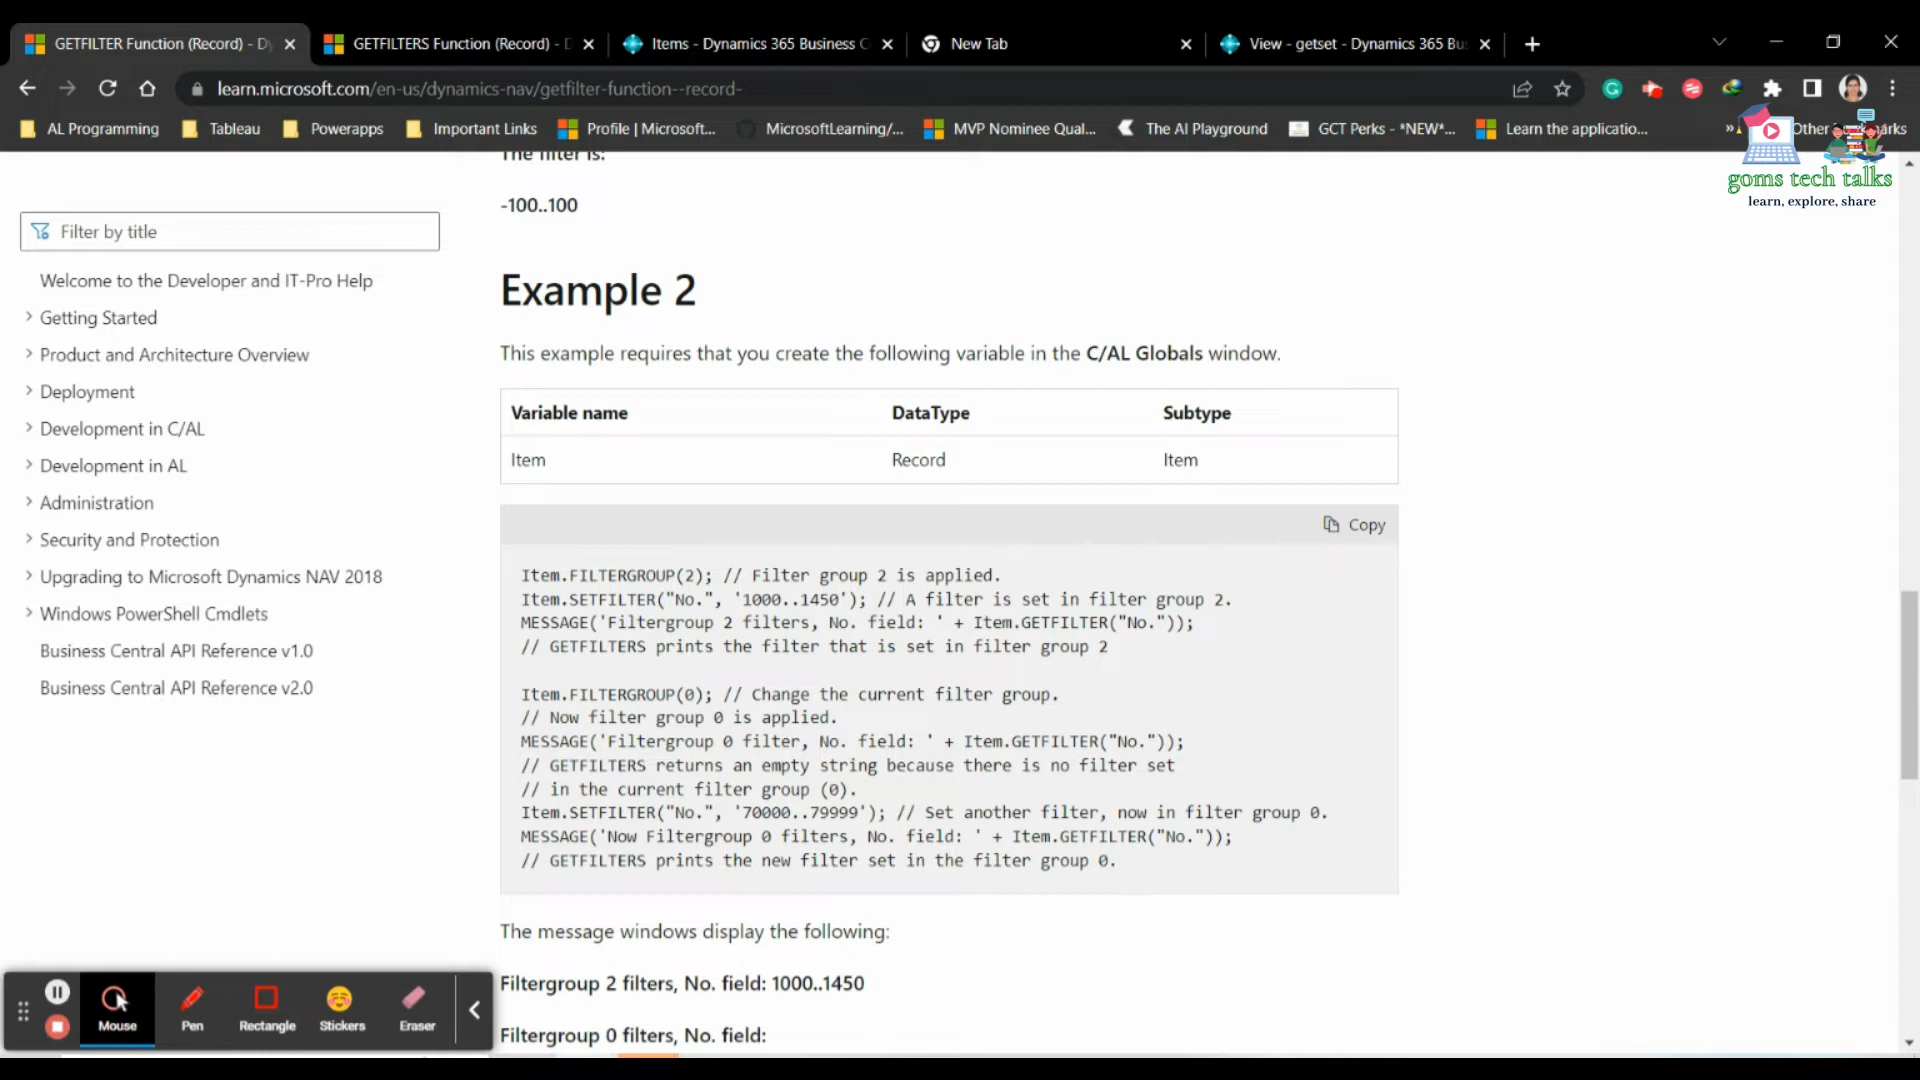 GETFILTER Function (Record) - Dy
GETFILTERS Function (Record) - D
Items - Dynamics 365 Business C
New Tab
View - getset - Dynamics 365 Bus
learn.microsoft.com/en-us/dynamics-nav/getfilter-function--record-
AL Programming
Tableau
Powerapps
Important Links
Profile | Microsoft...
MicrosoftLearning/...
MVP Nominee Qual...
The AI Playground
GCT Perks - *NEW*...
Learn the applicatio...
goms tech talks
learn, explore, share
The filter is:
-100..100
Filter by title
Welcome to the Developer and IT-Pro Help
Getting Started
Product and Architecture Overview
Deployment
Development in C/AL
Development in AL
Administration
Security and Protection
Upgrading to Microsoft Dynamics NAV 2018
Windows PowerShell Cmdlets
Business Central API Reference v1.0
Business Central API Reference v2.0
Example 2
This example requires that you create the following variable in the C/AL Globals window.
Variable name DataType Subtype
Item Record Item
Copy
Item.FILTERGROUP(2); // Filter group 2 is applied.
Item.SETFILTER("No.", '1000..1450'); // A filter is set in filter group 2.
MESSAGE('Filtergroup 2 filters, No. field: ' + Item.GETFILTER("No."));
// GETFILTERS prints the filter that is set in filter group 2
Item.FILTERGROUP(0); // Change the current filter group.
// Now filter group 0 is applied.
MESSAGE('Filtergroup 0 filter, No. field: ' + Item.GETFILTER("No."));
// GETFILTERS returns an empty string because there is no filter set
// in the current filter group (0).
Item.SETFILTER("No.", '70000..79999'); // Set another filter, now in filter group 0.
MESSAGE('Now Filtergroup 0 filters, No. field: ' + Item.GETFILTER("No."));
// GETFILTERS prints the new filter set in the filter group 0.
The message windows display the following:
Filtergroup 2 filters, No. field: 1000..1450
Filtergroup 0 filters, No. field:
Mouse
Pen
Rectangle
Stickers
Eraser